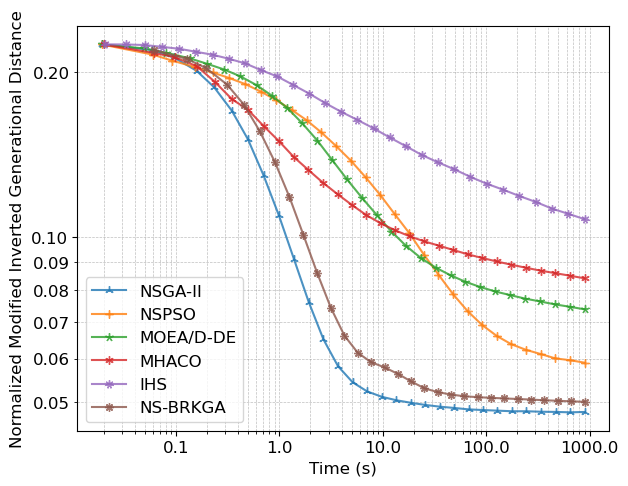 Normalized Modified Inverted Generational Distance
0.20
0.10
0.09
0.08
0.07
0.06
0.05
NSGA-II
NSPSO
MOEA/D-DE
MHACO
IHS
NS-BRKGA
0.1 1.0 10.0 100.0 1000.0
Time (s)